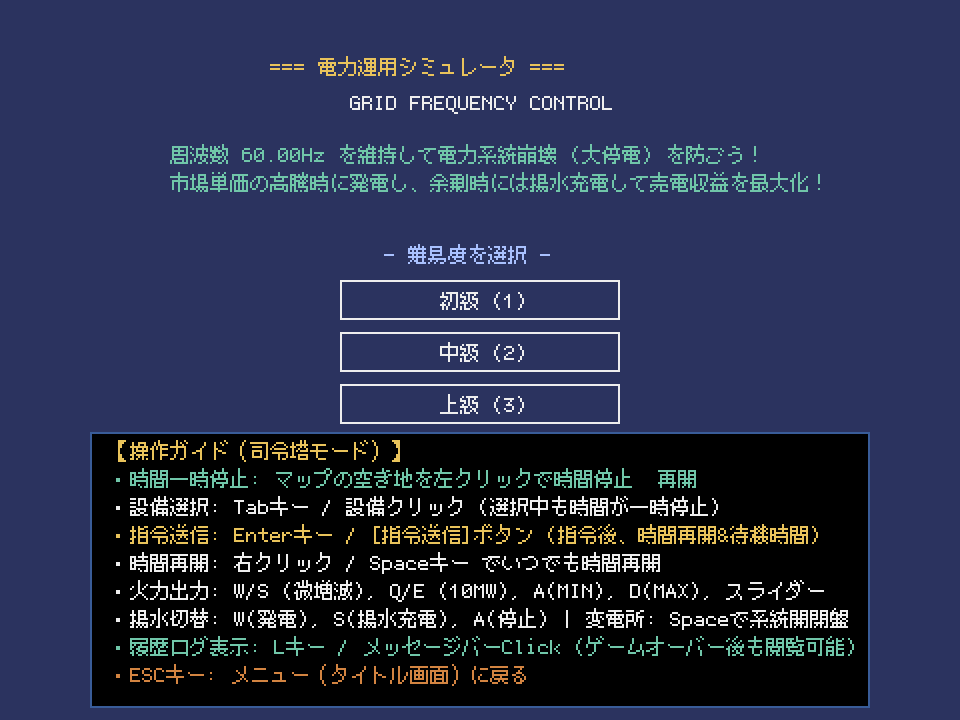 === 電力運用シミュレータ ===
GRID FREQUENCY CONTROL
周波数 60.00Hz を維持して電力系統崩壊 (大停電) を防ごう！
市場単価の高騰時に発電し、余剰時には揚水充電して売電収益を最大化！
- 難易度を選択 -
初級 (1)
中級 (2)
上級 (3)
【操作ガイド (司令塔モード) 】
・時間一時停止: マップの空き地を左クリックで時間停止　再開
・設備選択: Tabキー / 設備クリック (選択中も時間が一時停止)
・指令送信: Enterキー / [指令送信]ボタン (指令後、時間再開&待機時間)
・時間再開: 右クリック / Spaceキー でいつでも時間再開
・火力出力: W/S (微増減), Q/E (10MW), A(MIN), D(MAX), スライダー
・揚水切替: W(発電), S(揚水充電), A(停止) | 変電所: Spaceで系統開閉盤
・履歴ログ表示: Lキー / メッセージバーClick (ゲームオーバー後も閲覧可能)
・ESCキー: メニュー (タイトル画面) に戻る